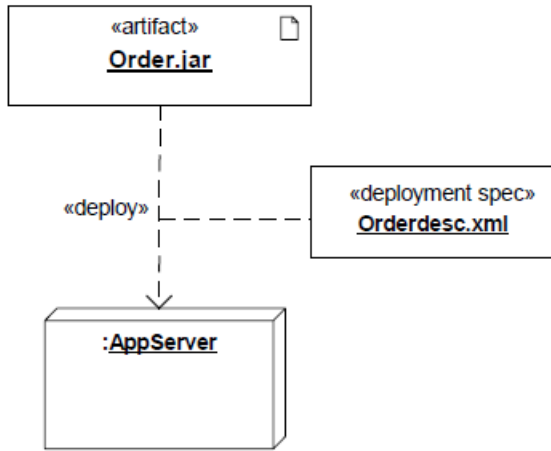 «artifact»
Order.jar
«deploy»
«deployment spec»
Orderdesc.xml
:AppServer